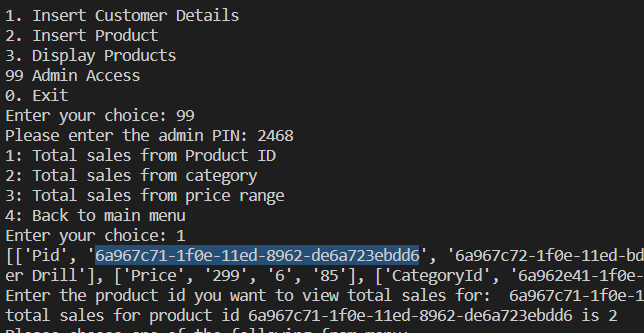 1. Insert Customer Details
2. Insert Product
3. Display Products
99 Admin Access
0. Exit
Enter your choice: 99
Please enter the admin PIN: 2468
1: Total sales from Product ID
2: Total sales from category
3: Total sales from price range
4: Back to main menu
Enter your choice: 1
[['Pid', '6a967c71-1f0e-11ed-8962-de6a723ebdd6', '6a967c72-1f0e-11ed-bd
er Drill'], ['Price', '299', '6', '85'], ['CategoryId', '6a962e41-1f0e-
Enter the product id you want to view total sales for:  6a967c71-1f0e-1
total sales for product id 6a967c71-1f0e-11ed-8962-de6a723ebdd6 is 2
Please choose one of the following from menu: